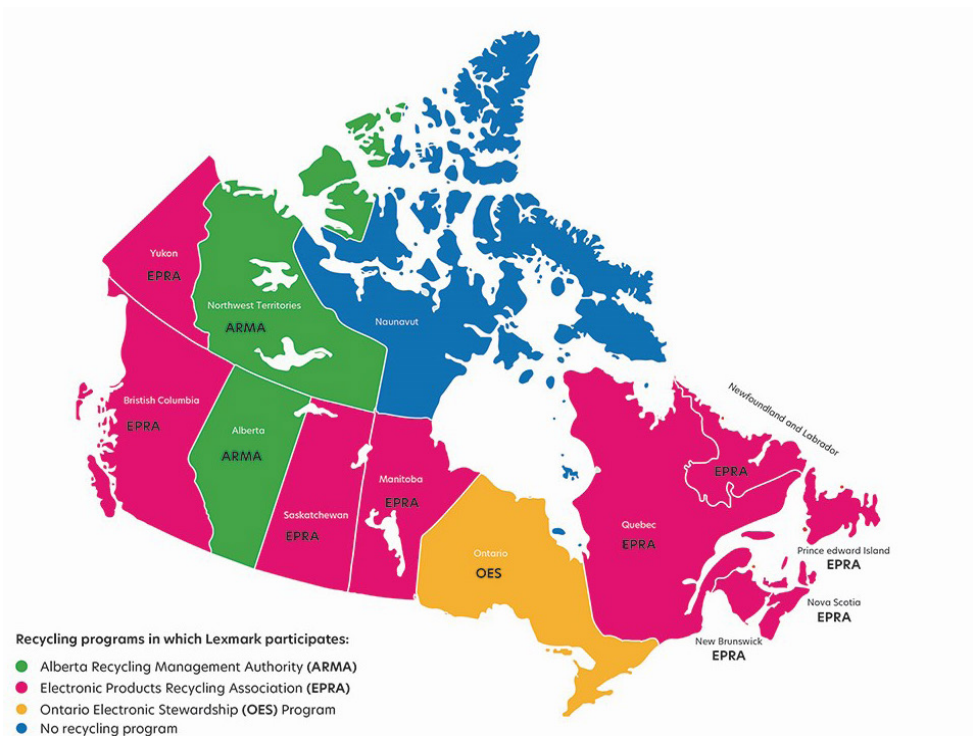 Yukon
EPRA
Northwest Territories
ARMA
Naunavut
Bristish Columbia
EPRA
Alberta
ARMA
Saskatchewan
EPRA
Manitoba
EPRA
Ontario
OES
Quebec
EPRA
Newfoundland and Labrador
EPRA
Prince edward Island
EPRA
Nova Scotia
EPRA
New Brunswick
EPRA
Recycling programs in which Lexmark participates:
Alberta Recycling Management Authority (ARMA)
Electronic Products Recycling Association (EPRA)
Ontario Electronic Stewardship (OES) Program
No recycling program